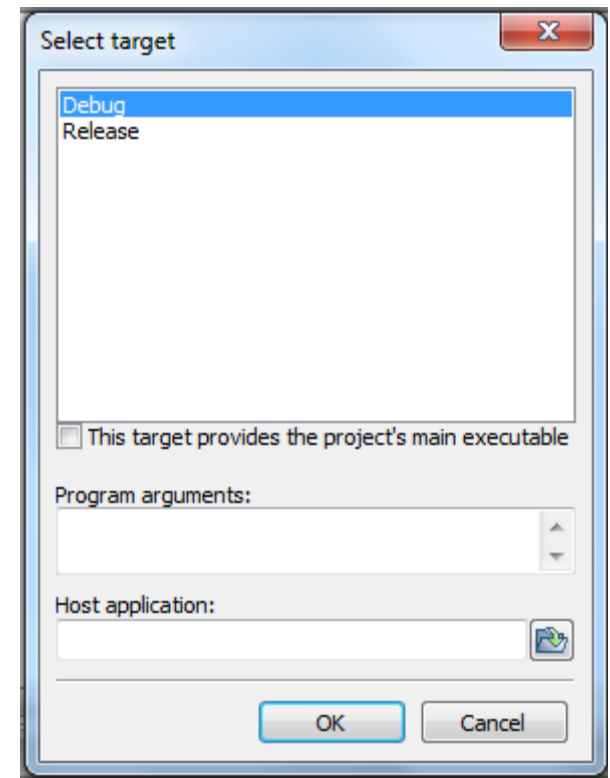 Select target
Debug
Release
This target provides the project's main executable
Program arguments:
Host application:
OK Cancel